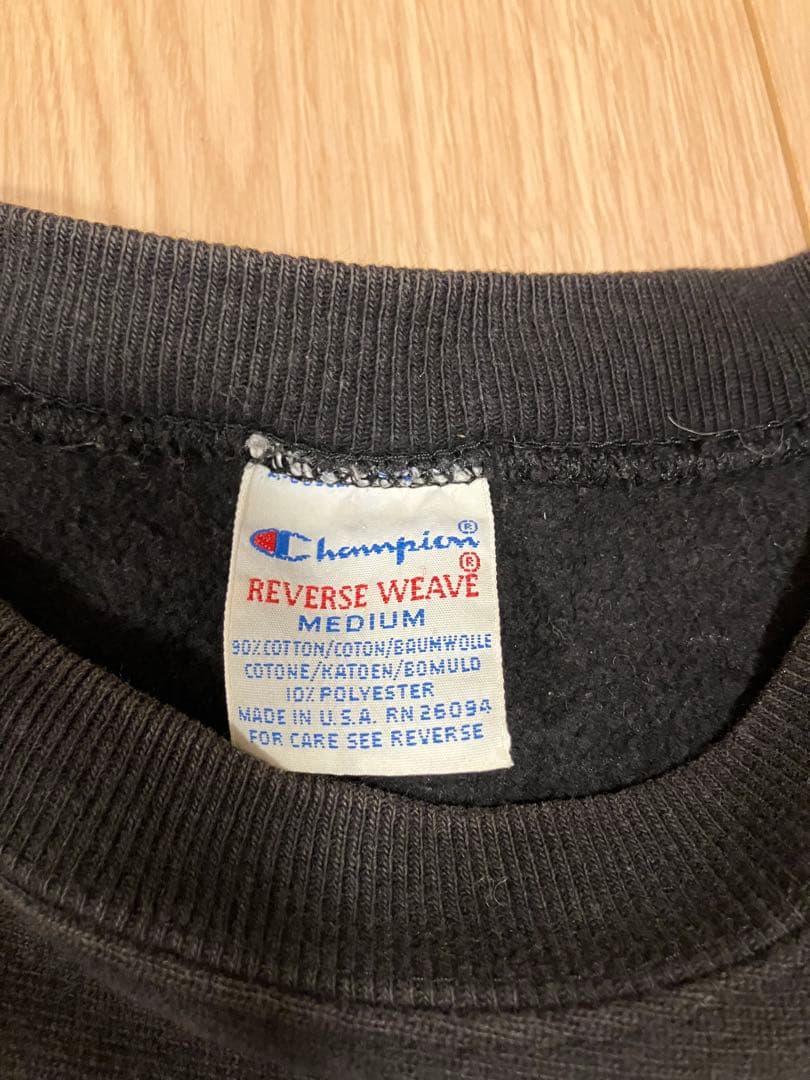 Champion®
REVERSE WEAVE®
MEDIUM
90% COTTON/COTON/BAUMWOLLE
COTONE/KATOEN/BOMULD
10% POLYESTER
MADE IN U.S.A. RN 26094
FOR CARE SEE REVERSE